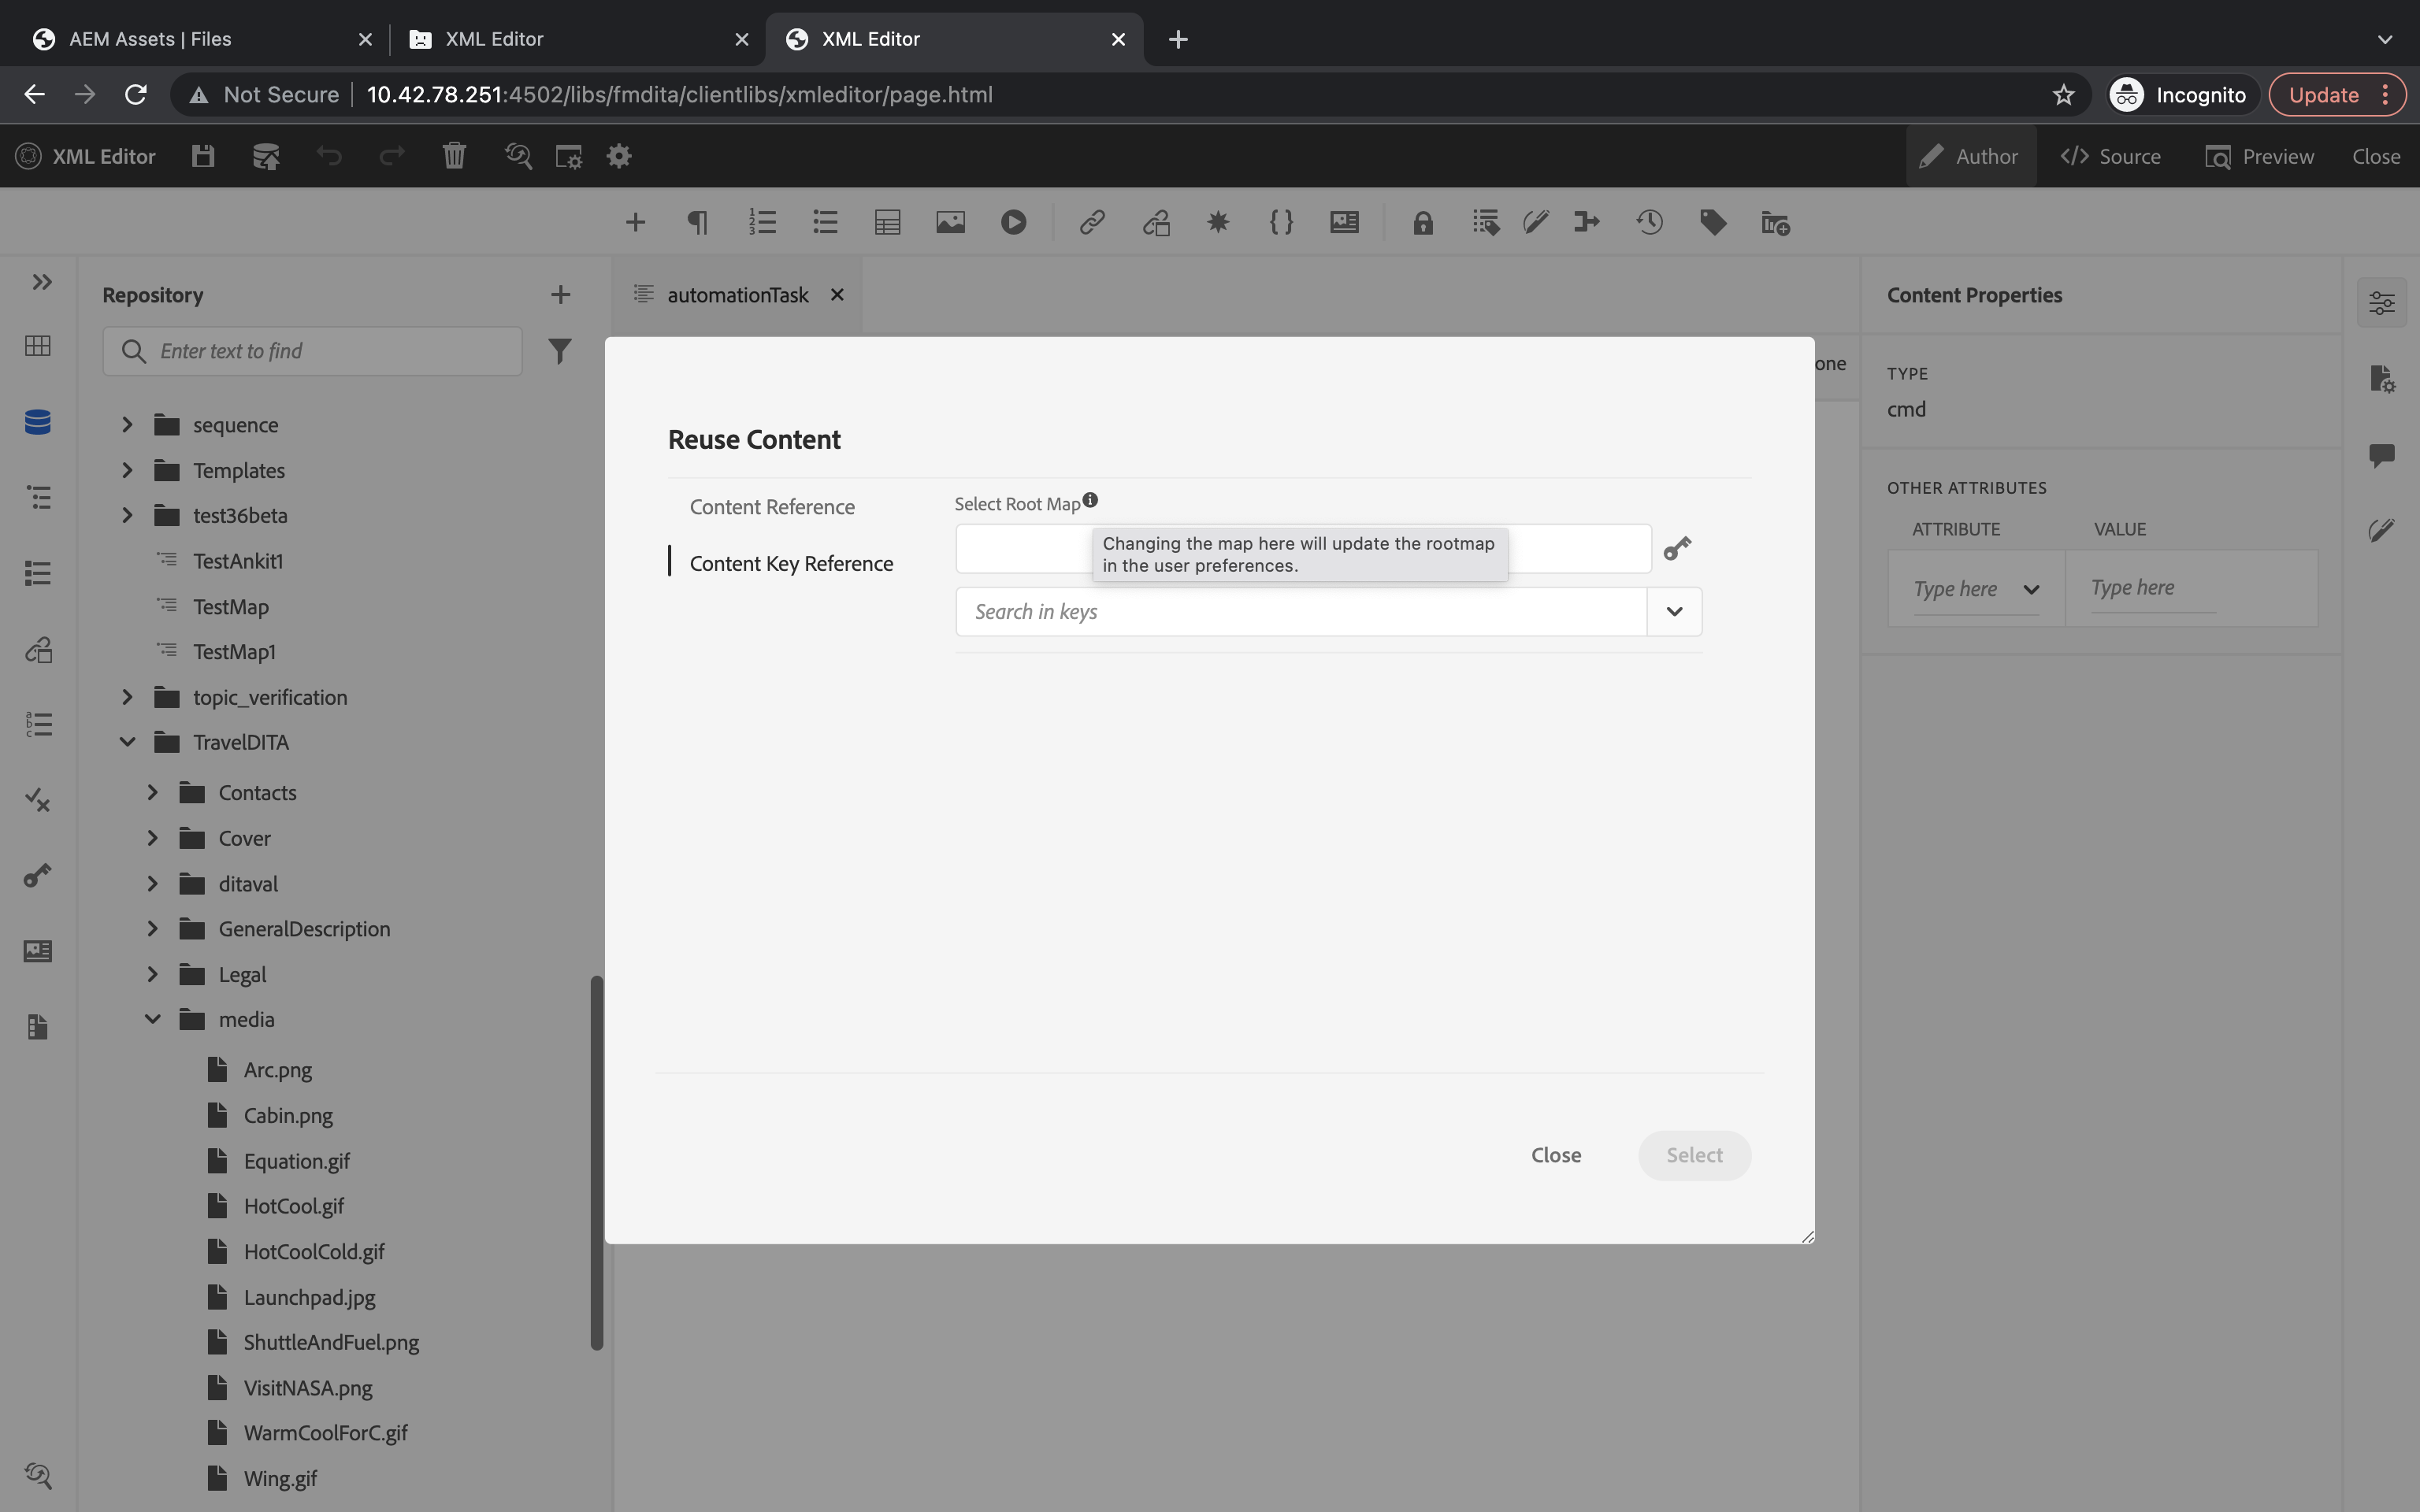 AEM Assets | Files
XML Editor
XML Editor
Not Secure
10.42.78.251:4502/libs/fmdita/clientlibs/xmleditor/page.html
Incognito
Update
XML Editor
Author
Source
Preview
Close
Repository
Enter text to find
sequence
Templates
test36beta
TestAnkit1
TestMap
TestMap1
topic_verification
TravelDITA
Contacts
Cover
ditaval
GeneralDescription
Legal
media
Arc.png
Cabin.png
Equation.gif
HotCool.gif
HotCoolCold.gif
Launchpad.jpg
ShuttleAndFuel.png
VisitNASA.png
WarmCoolForC.gif
Wing.gif
automationTask
one
Reuse Content
Content Reference
Content Key Reference
Select Root Map
Changing the map here will update the rootmap
in the user preferences.
Search in keys
Close
Select
Content Properties
TYPE
cmd
OTHER ATTRIBUTES
ATTRIBUTE
VALUE
Type here
Type here